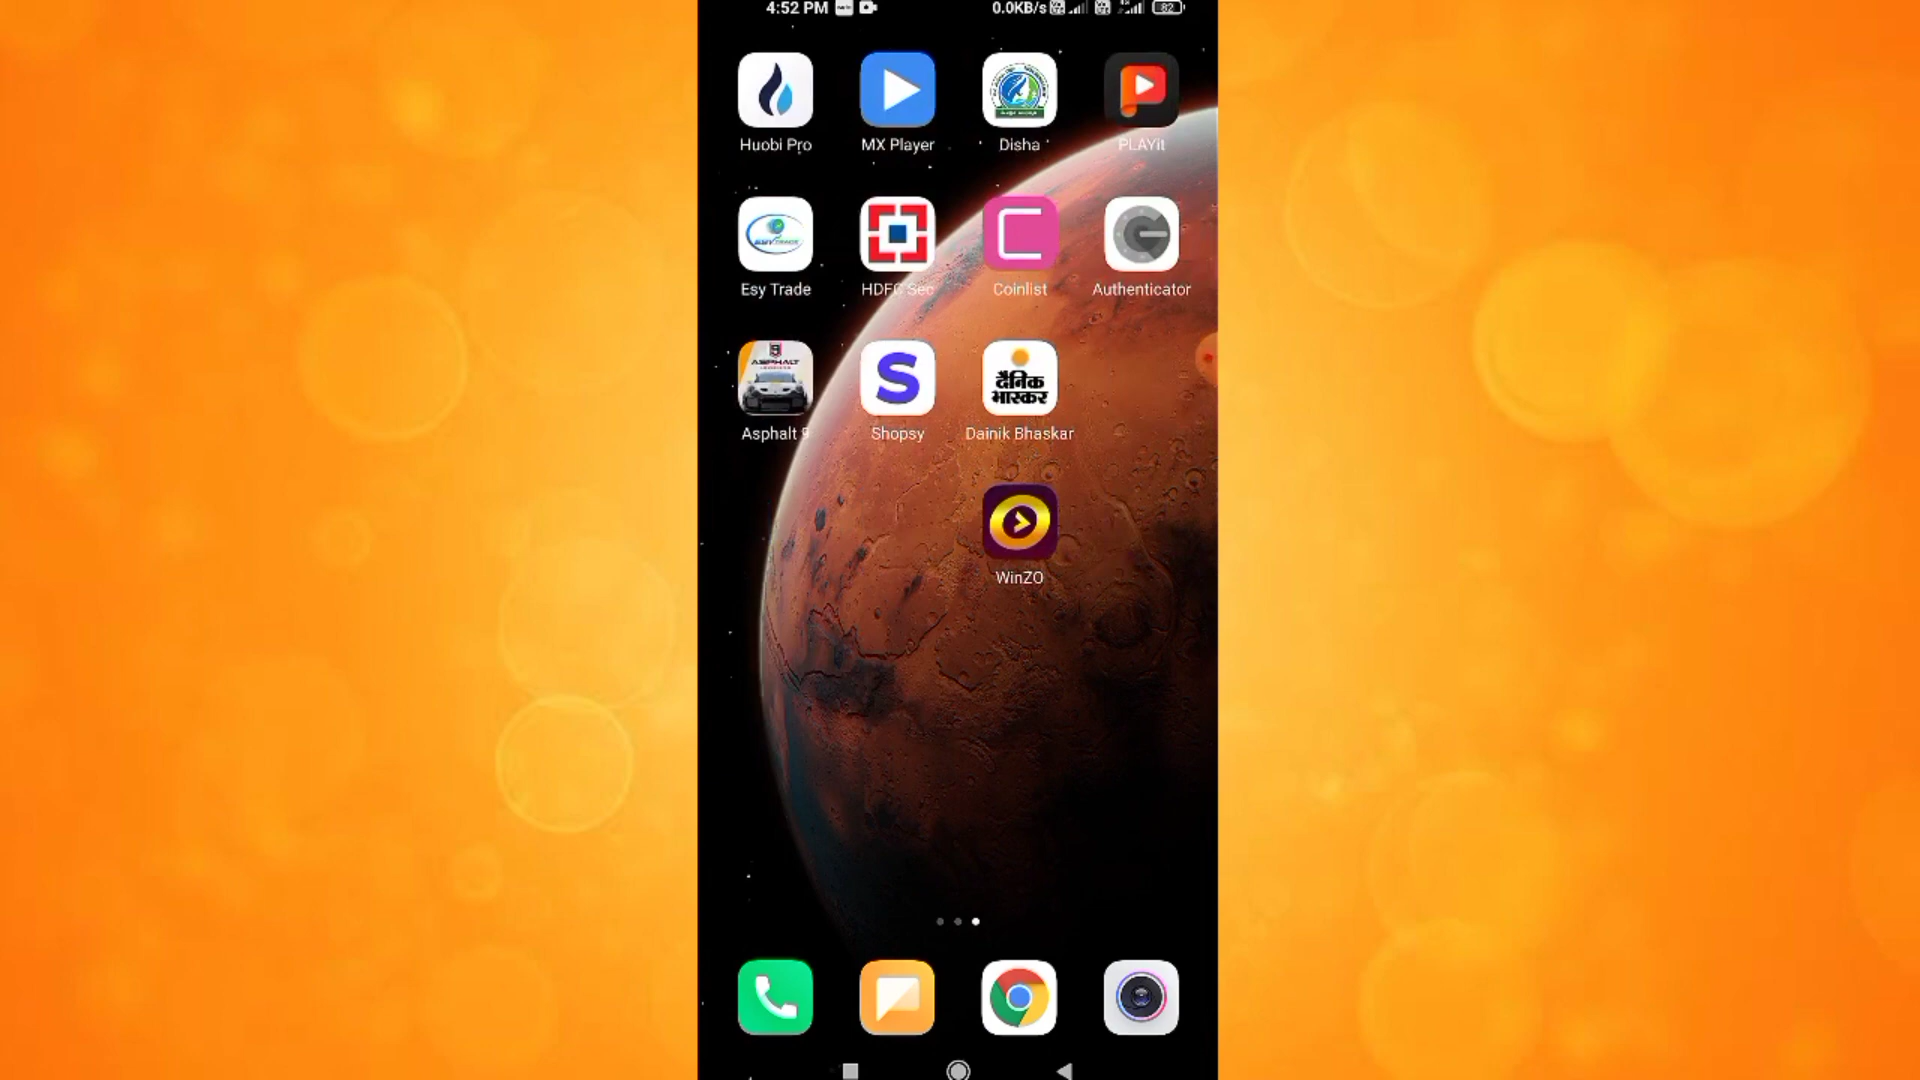 4:52 PM
0.0KB/s
82
Huobi Pro
MX Player
Disha
PLAYit
Esy Trade
HDFC Sec
Coinlist
Authenticator
ASPHALT
Asphalt 9
Shopsy
दैनिक
भास्कर
Dainik Bhaskar
WinZO